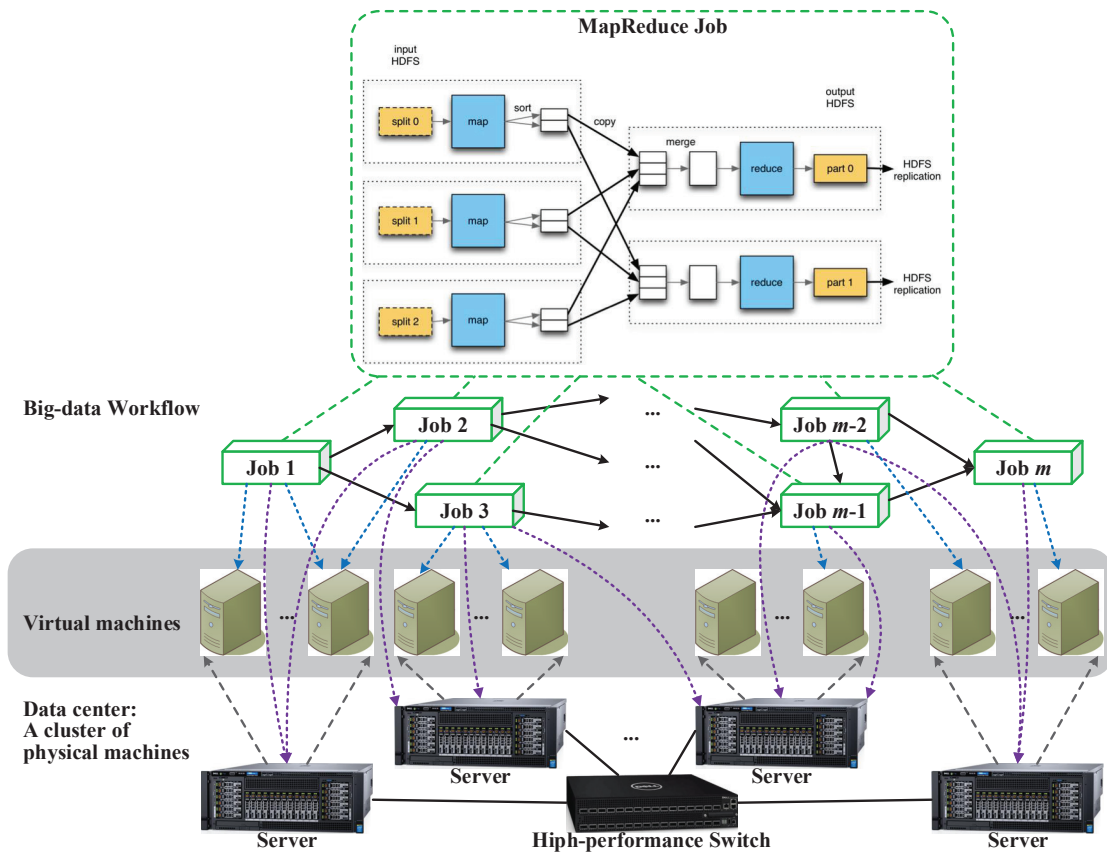 MapReduce Job
input
HDFS
output
HDFS
split 0
map
sort
copy
merge
reduce
part 0
HDFS
replication
split 1
map
split 2
map
reduce
part 1
HDFS
replication
Big-data Workflow
Job 1
Job 2
Job 3
...
...
...
Job m-2
Job m-1
Job m
Virtual machines
...
...
...
...
Data center:
A cluster of
physical machines
...
Server
Server
Server
Server
DELL
Hiph-performance Switch